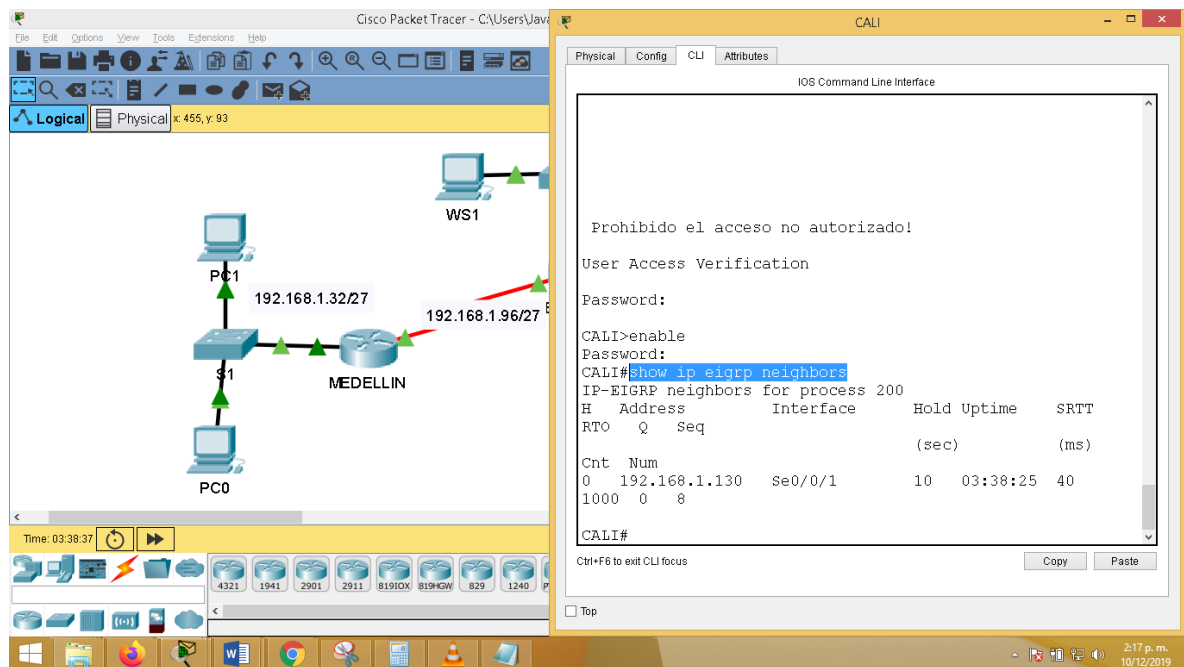 Cisco Packet Tracer - C:\Users\Java
File Edit Options View Tools Extensions Help
Logical Physical x: 455, y: 93
WS1
PC1
192.168.1.32/27
192.168.1.96/27
S1
MEDELLIN
PC0
Time: 03:38:37
4321 1941 2901 2911 819IOX 819HGW 829 1240
CALI
Physical Config CLI Attributes
IOS Command Line Interface
Prohibido el acceso no autorizado!
User Access Verification
Password:
CALI>enable
Password:
CALI#show ip eigrp neighbors
IP-EIGRP neighbors for process 200
H Address Interface Hold Uptime SRTT
RTO Q Seq
(sec) (ms)
Cnt Num
0 192.168.1.130 Se0/0/1 10 03:38:25 40
1000 0 8
CALI#
Ctrl+F6 to exit CLI focus
Copy Paste
Top
2:17 p. m.
10/12/2019